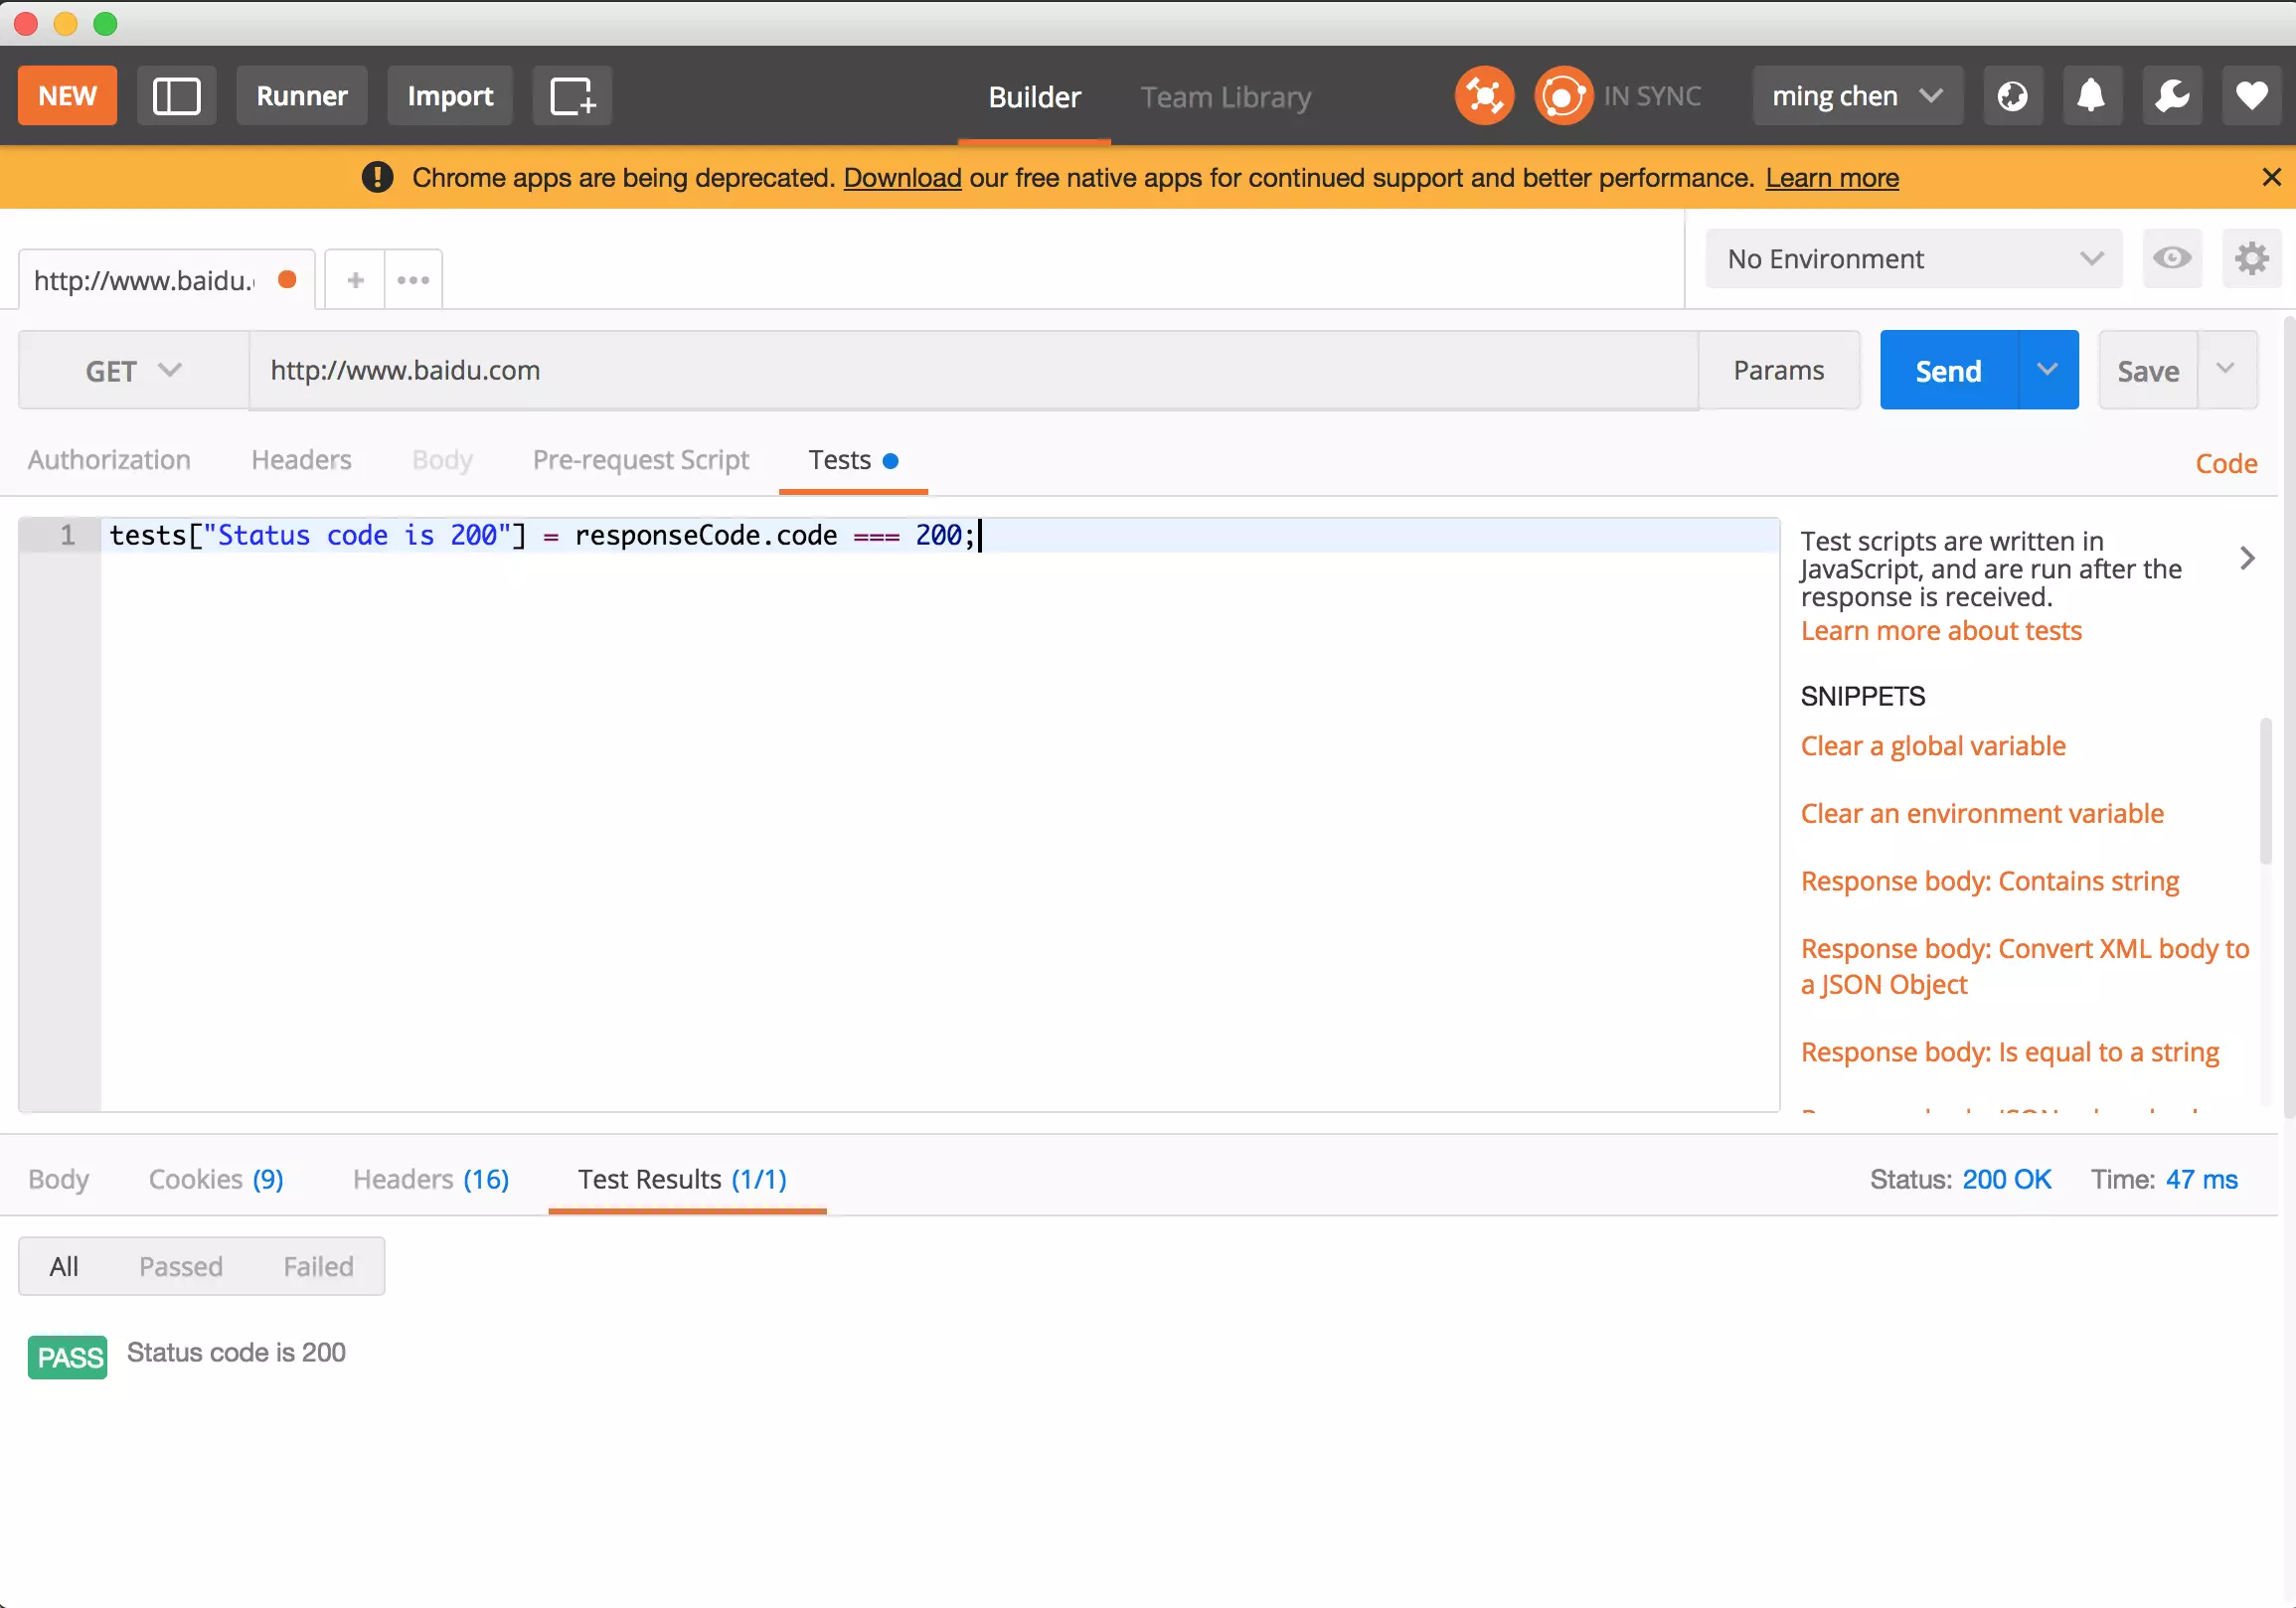 NEW Runner Import Builder Team Library IN SYNC ming chen
Chrome apps are being deprecated. Download our free native apps for continued support and better performance. Learn more
http://www.baidu. No Environment
GET http://www.baidu.com Params Send Save
Authorization Headers Body Pre-request Script Tests Code
1 tests["Status code is 200"] = responseCode.code === 200;
Test scripts are written in
JavaScript, and are run after the
response is received.
Learn more about tests
SNIPPETS
Clear a global variable
Clear an environment variable
Response body: Contains string
Response body: Convert XML body to
a JSON Object
Response body: Is equal to a string
Body Cookies (9) Headers (16) Test Results (1/1) Status: 200 OK Time: 47 ms
All Passed Failed
PASS Status code is 200